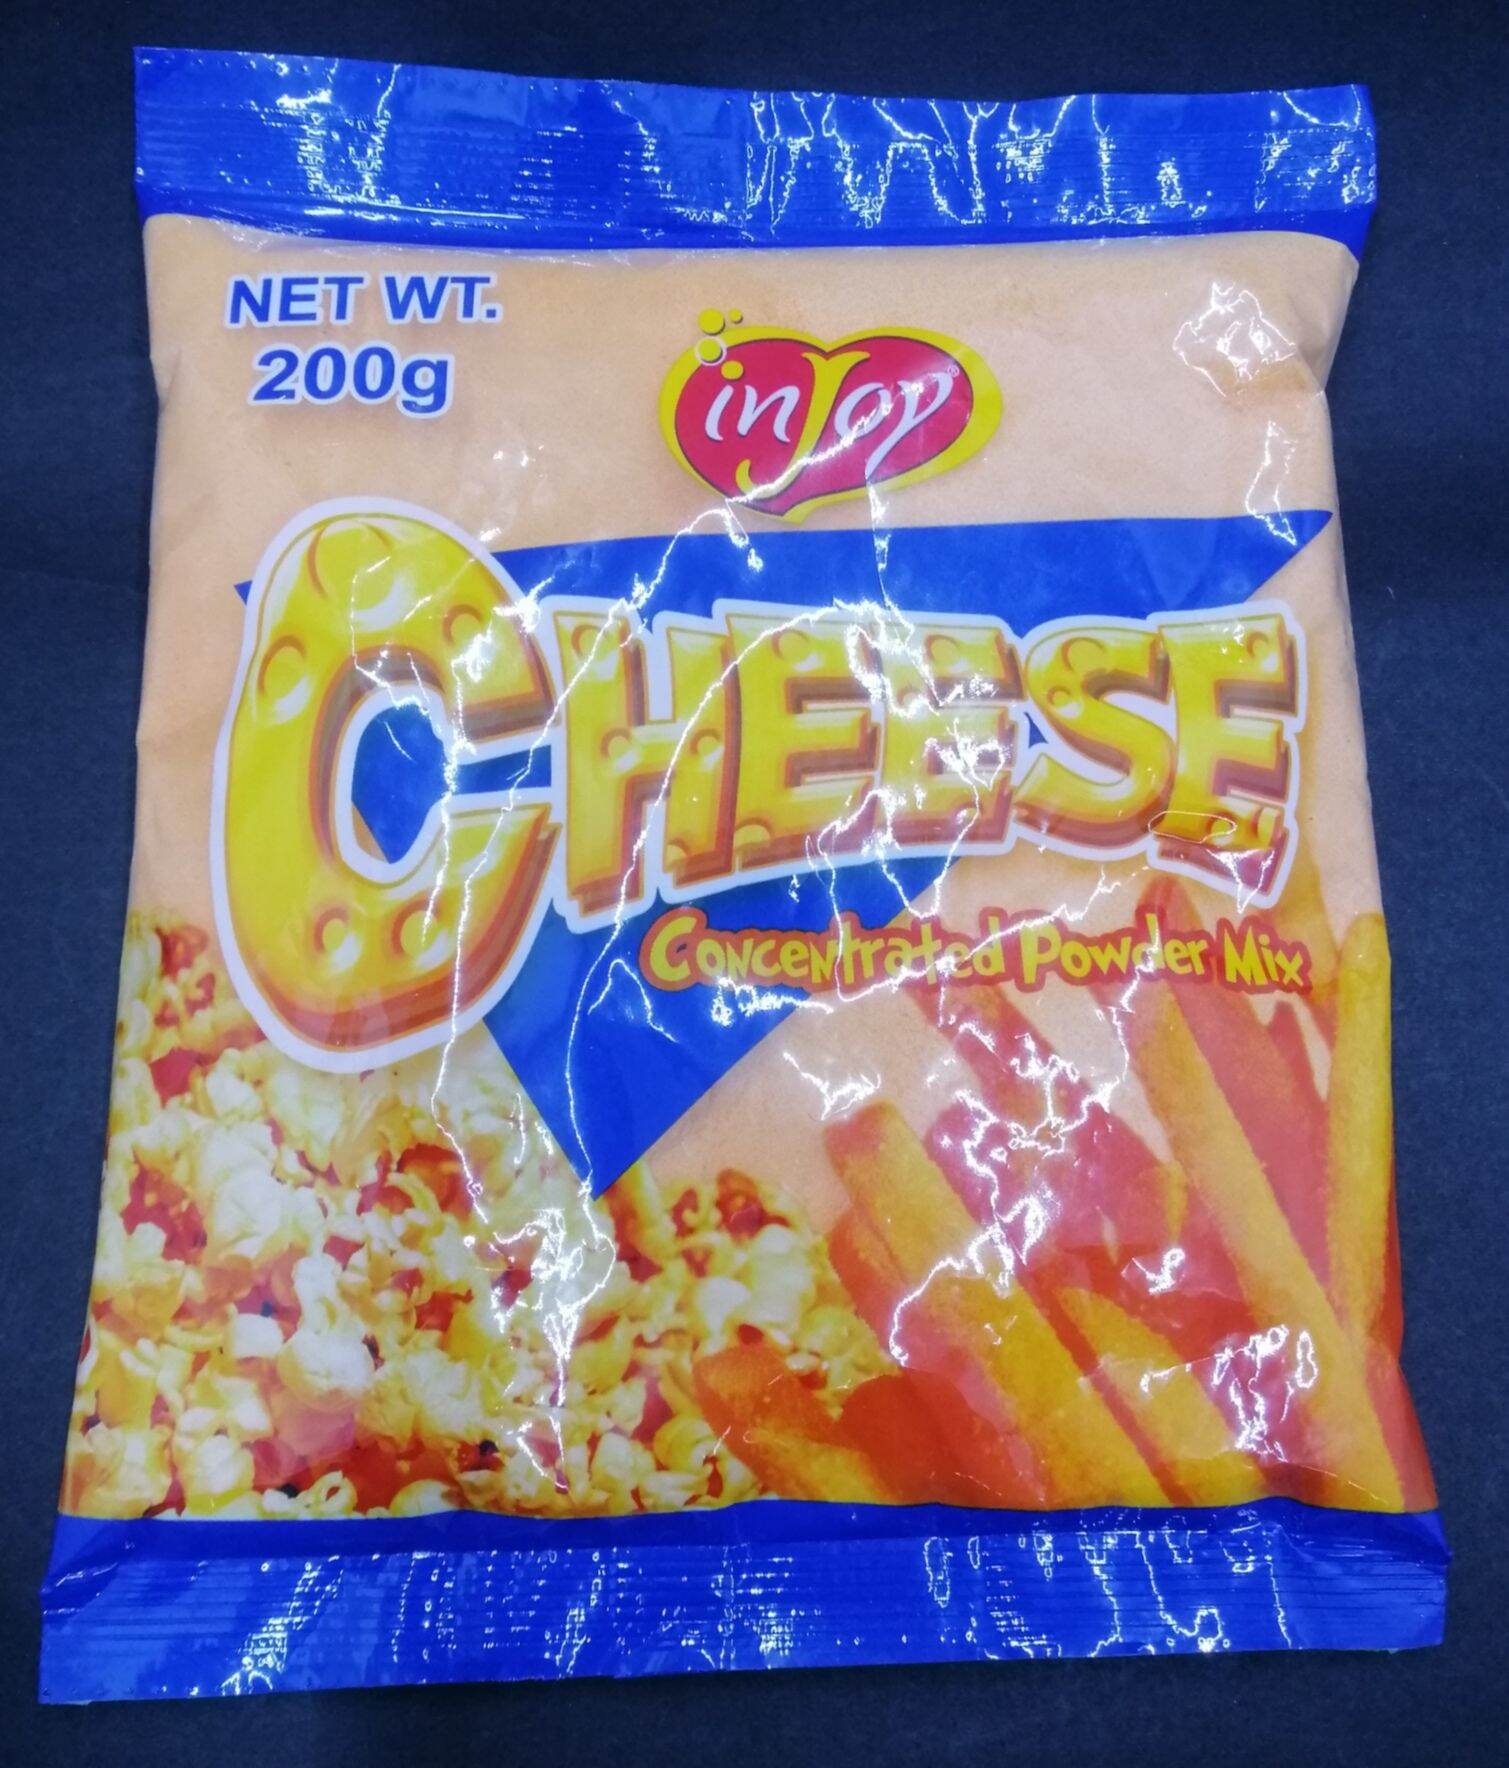 NET WT.
200g
inJoy®
CHEESE
Concentrated Powder Mix